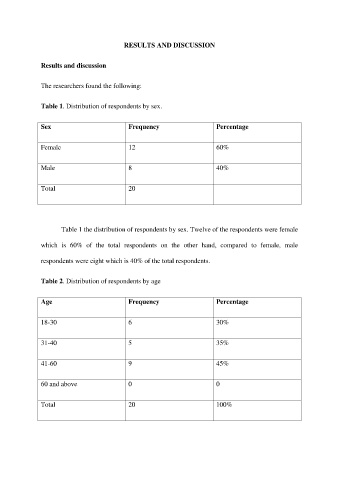 RESULTS AND DISCUSSION
Results and discussion
The researchers found the following:
Table 1. Distribution of respondents by sex.
Sex Frequency Percentage
Female 12 60%
Male 8 40%
Total 20
Table 1 the distribution of respondents by sex. Twelve of the respondents were female
which is 60% of the total respondents on the other hand, compared to female, male
respondents were eight which is 40% of the total respondents.
Table 2. Distribution of respondents by age
Age Frequency Percentage
18-30 6 30%
31-40 5 35%
41-60 9 45%
60 and above 0 0
Total 20 100%